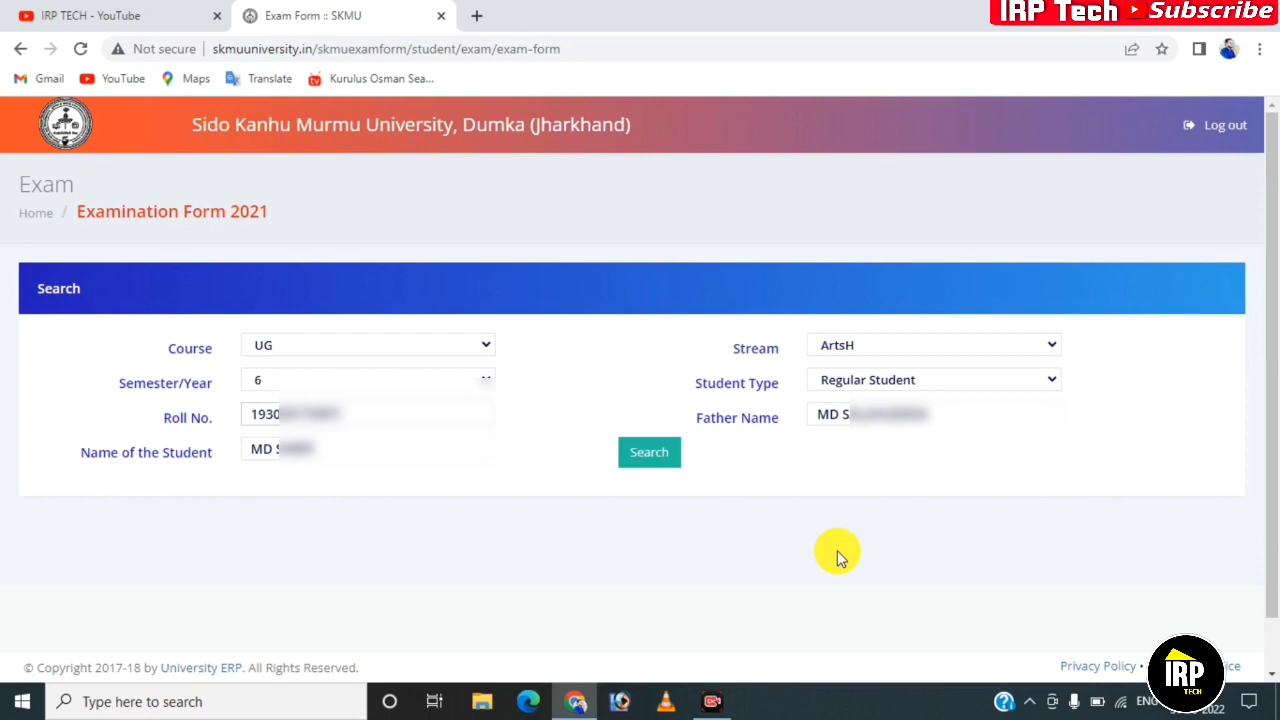 IRP TECH - YouTube
Exam Form :: SKMU
IRP Tech Subscribe
Not secure
skmuuniversity.in/skmuexamform/student/exam/exam-form
Gmail
YouTube
Maps
Translate
Kurulus Osman Sea...
Sido Kanhu Murmu University, Dumka (Jharkhand)
Log out
Exam
Home / Examination Form 2021
Search
Course UG
Stream ArtsH
Semester/Year 6
Student Type Regular Student
Roll No. 1930
Father Name MD S
Name of the Student MD S
Search
© Copyright 2017-18 by University ERP. All Rights Reserved.
Privacy Policy •
IRP
TECH
Type here to search
ENG
2022